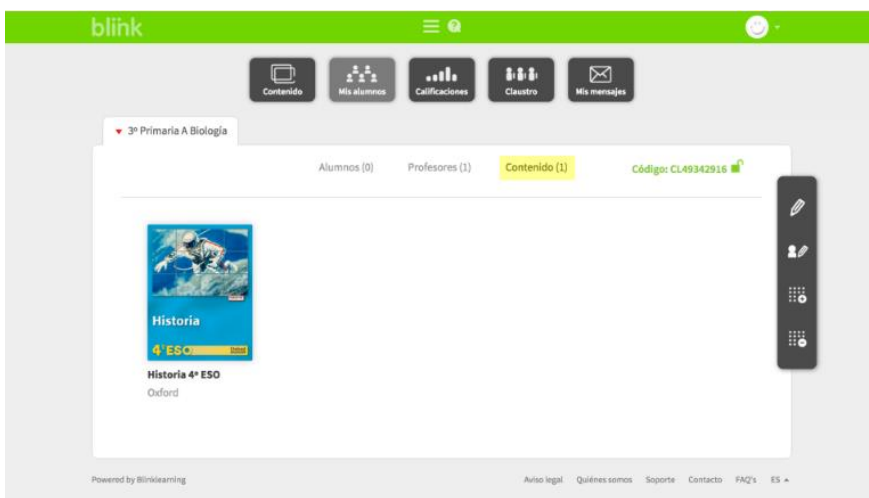 blink
Contenido
Mis alumnos
Calificaciones
Claustro
Mis mensajes
3º Primaria A Biología
Alumnos (0)
Profesores (1)
Contenido (1)
Código: CL49342916
Historia
4º ESO
Historia 4º ESO
Oxford
Powered by Blinklearning
Aviso legal
Quiénes somos
Soporte
Contacto
FAQ's
ES